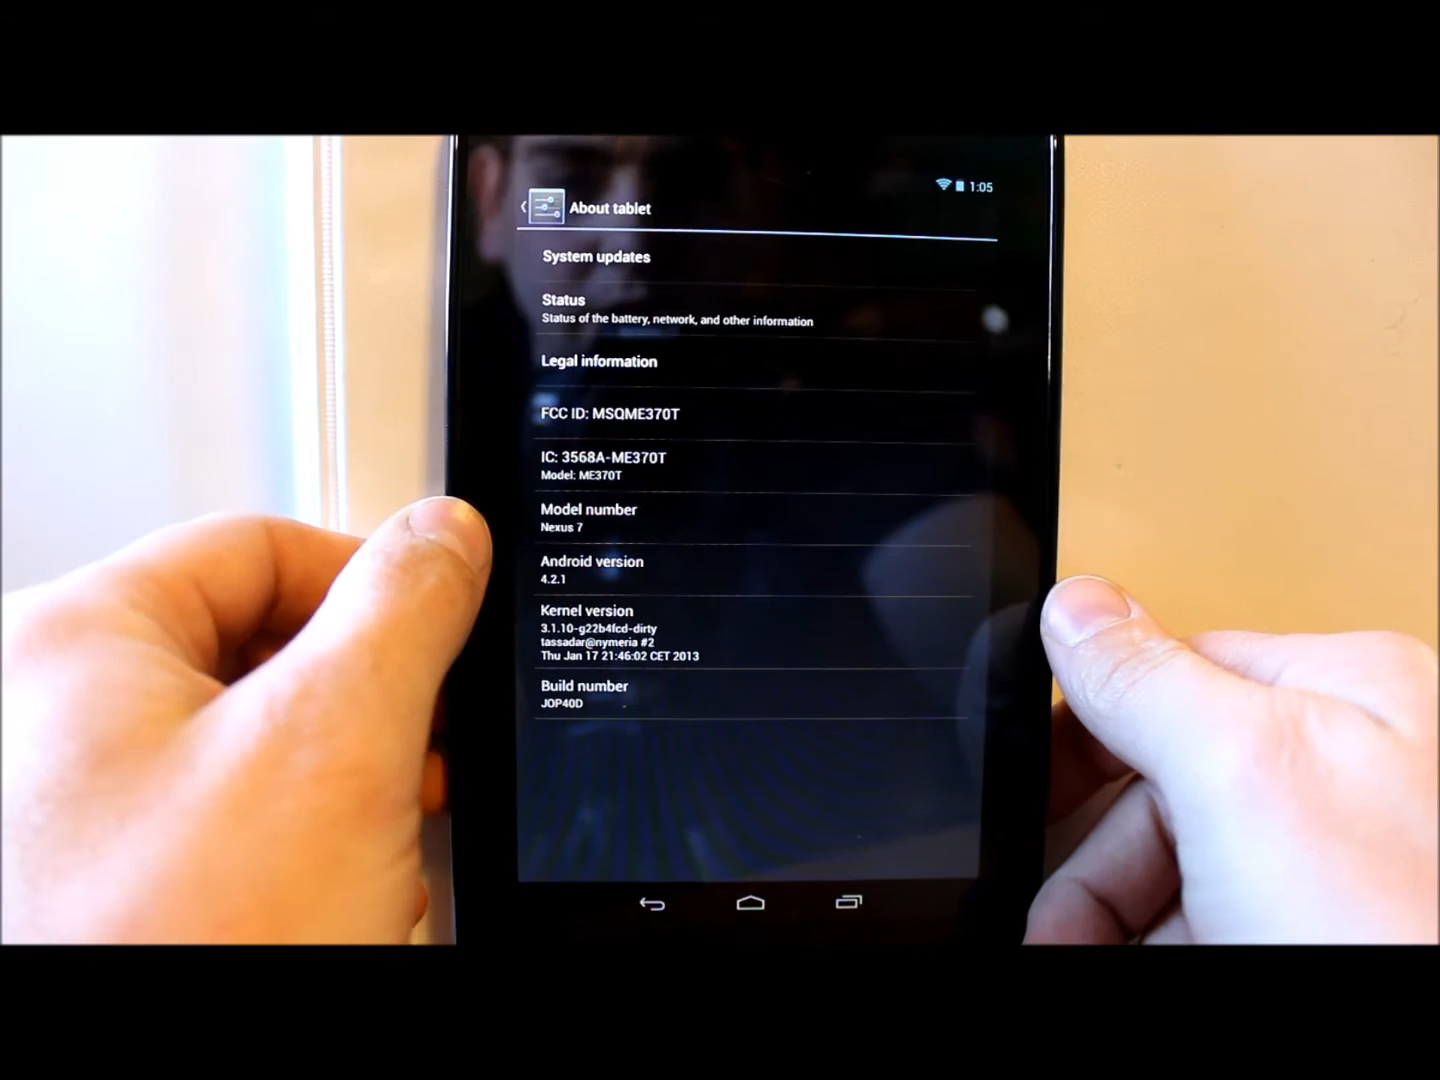 1:05
About tablet
System updates
Status
Status of the battery, network, and other information
Legal information
FCC ID: MSQME370T
IC: 3568A-ME370T
Model: ME370T
Model number
Nexus 7
Android version
4.2.1
Kernel version
3.1.10-g22b4fcd-dirty
tassadar@nymeria #2
Thu Jan 17 21:46:02 CET 2013
Build number
JOP40D